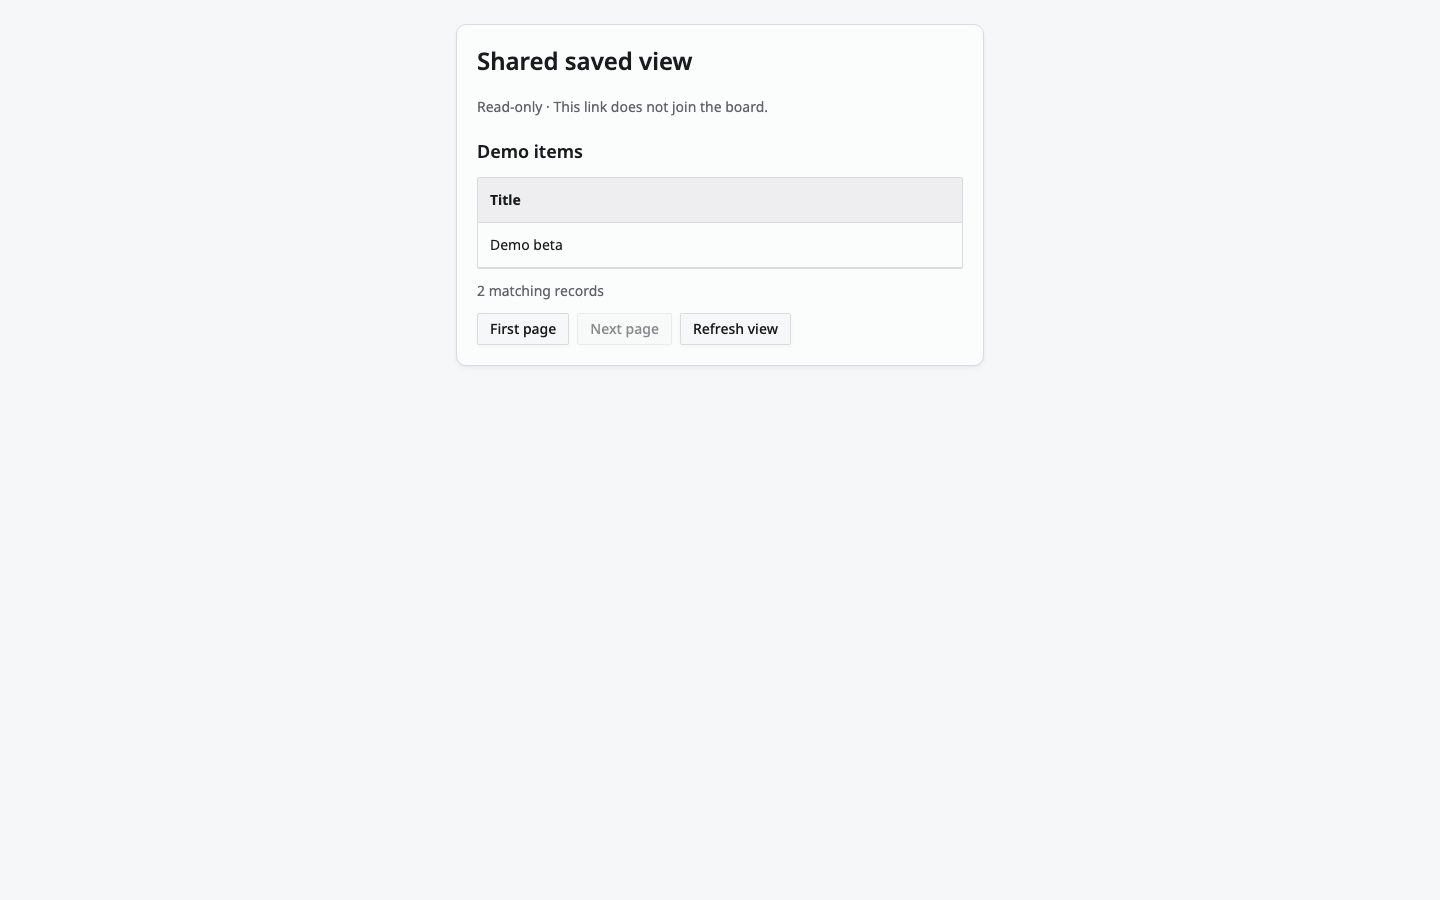 Shared saved view
Read-only · This link does not join the board.
Demo items
Title
Demo beta
2 matching records
First page Next page Refresh view